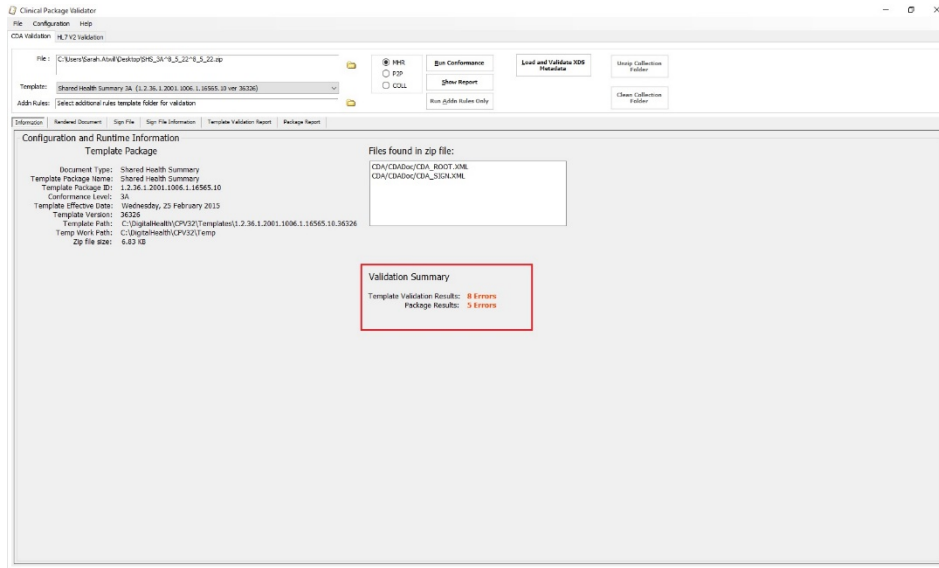 Clinical Package Validator
File Configuration Help
CDA Validation HL7 V2 Validation
File : C:\Users\Sarah.Atwill\Desktop\SHS_3A^8_5_22^8_5_22.zip
MHR
P2P
COLL
Run Conformance
Show Report
Run Addn Rules Only
Load and Validate XDS Metadata
Unzip Collection Folder
Clean Collection Folder
Template: Shared Health Summary 3A (1.2.36.1.2001.1006.1.16565.10 ver 36326)
Addn Rules: Select additional rules template folder for validation
Information Rendered Document Sign File Sign File Information Template Validation Report Package Report
Configuration and Runtime Information
Template Package
Document Type: Shared Health Summary
Template Package Name: Shared Health Summary
Template Package ID: 1.2.36.1.2001.1006.1.16565.10
Conformance Level: 3A
Template Effective Date: Wednesday, 25 February 2015
Template Version: 36326
Template Path: C:\DigitalHealth\CPV32\Templates\1.2.36.1.2001.1006.1.16565.10.36326
Temp Work Path: C:\DigitalHealth\CPV32\Temp
Zip file size: 6.83 KB
Files found in zip file:
CDA/CDADoc/CDA_ROOT.XML
CDA/CDADoc/CDA_SIGN.XML
Validation Summary
Template Validation Results: 8 Errors
Package Results: 5 Errors